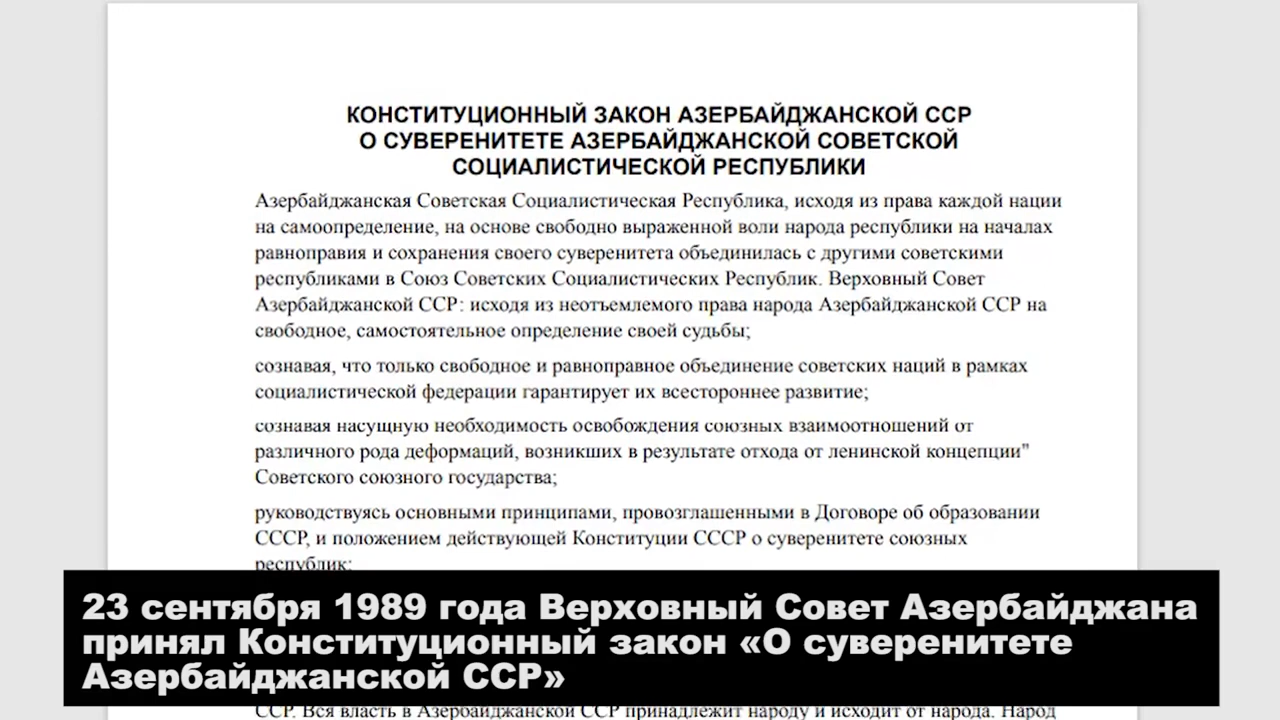 КОНСТИТУЦИОННЫЙ ЗАКОН АЗЕРБАЙДЖАНСКОЙ ССР
О СУВЕРЕНИТЕТЕ АЗЕРБАЙДЖАНСКОЙ СОВЕТСКОЙ
СОЦИАЛИСТИЧЕСКОЙ РЕСПУБЛИКИ
Азербайджанская Советская Социалистическая Республика, исходя из права каждой нации
на самоопределение, на основе свободно выраженной воли народа республики на началах
равноправия и сохранения своего суверенитета объединилась с другими советскими
республиками в Союз Советских Социалистических Республик. Верховный Совет
Азербайджанской ССР: исходя из неотъемлемого права народа Азербайджанской ССР на
свободное, самостоятельное определение своей судьбы;
сознавая, что только свободное и равноправное объединение советских наций в рамках
социалистической федерации гарантирует их всестороннее развитие;
сознавая насущную необходимость освобождения союзных взаимоотношений от
различного рода деформаций, возникших в результате отхода от ленинской концепции"
Советского союзного государства;
руководствуясь основными принципами, провозглашенными в Договоре об образовании
СССР, и положением действующей Конституции СССР о суверенитете союзных
республик:
23 сентября 1989 года Верховный Совет Азербайджана
принял Конституционный закон «О суверенитете
Азербайджанской ССР»
ССР. Вся власть в Азербайджанской ССР принадлежит народу и исходит от народа. Народ